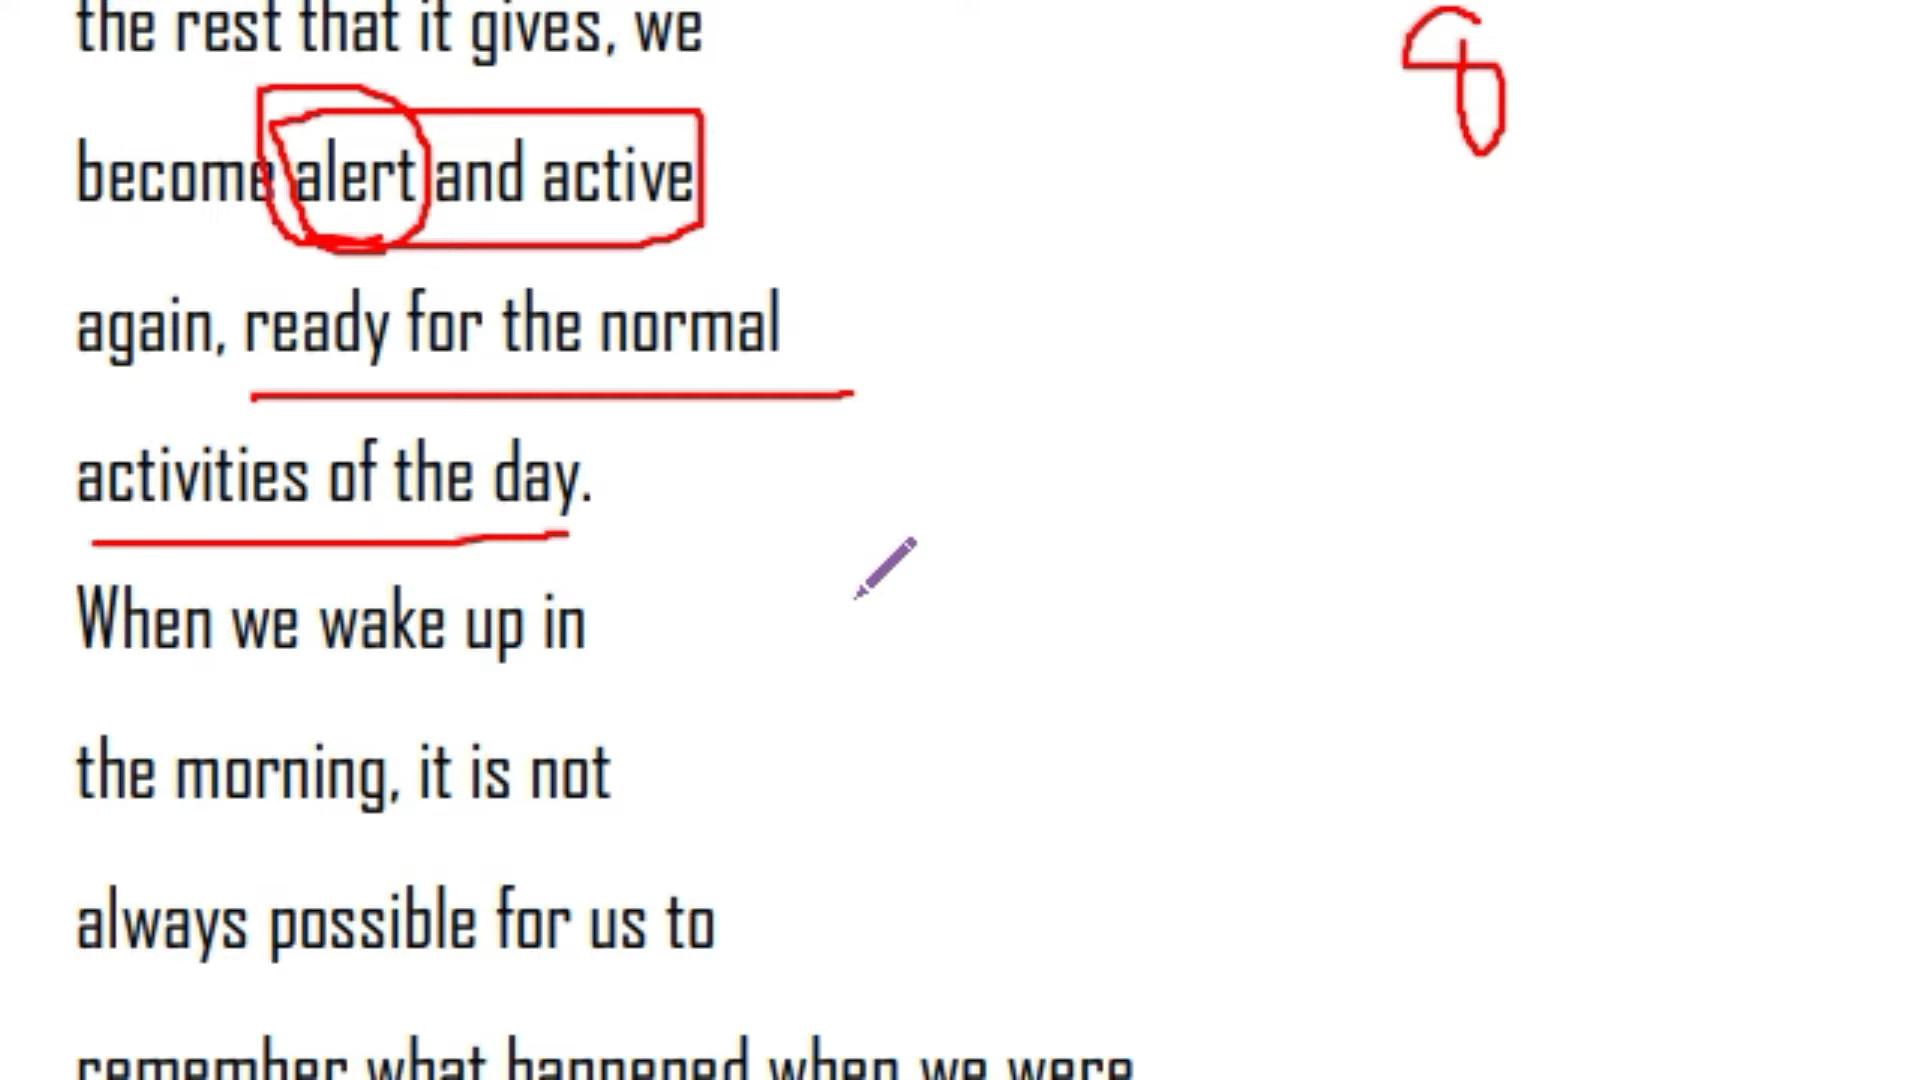 the rest that it gives, we
become alert and active
again, ready for the normal
activities of the day.
When we wake up in
the morning, it is not
always possible for us to
remember what happened when we were